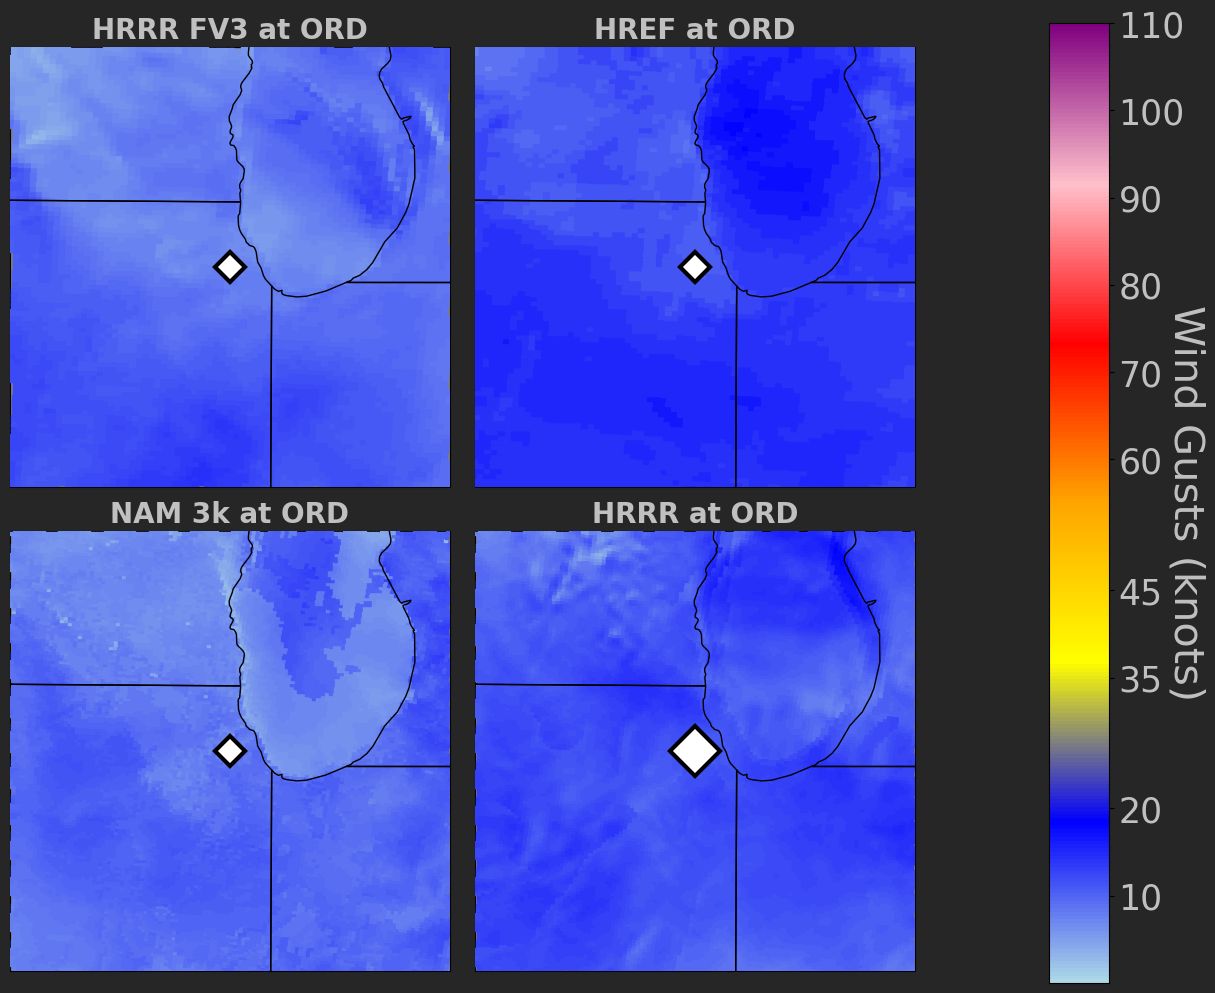 HRRR FV3 at ORD
HREF at ORD
NAM 3k at ORD
HRRR at ORD
110
100
90
80
70
60
45
35
20
10
Wind Gusts (knots)